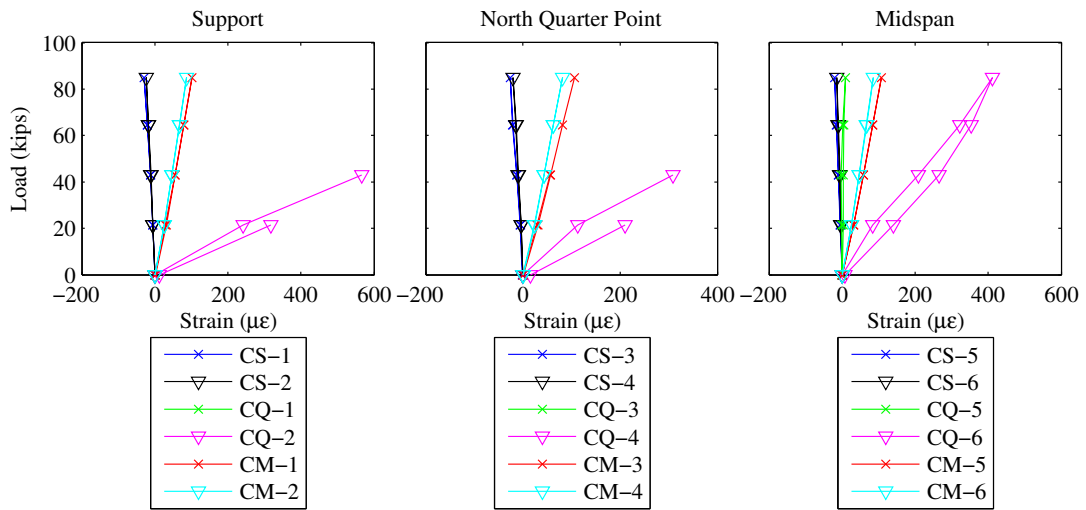 Support
North Quarter Point
Midspan
Load (kips)
100
80
60
40
20
0
−200
0
200
400
600
−200
0
200
400
−200
0
200
400
600
Strain (με)
Strain (με)
Strain (με)
CS−1
CS−2
CQ−1
CQ−2
CM−1
CM−2
CS−3
CS−4
CQ−3
CQ−4
CM−3
CM−4
CS−5
CS−6
CQ−5
CQ−6
CM−5
CM−6